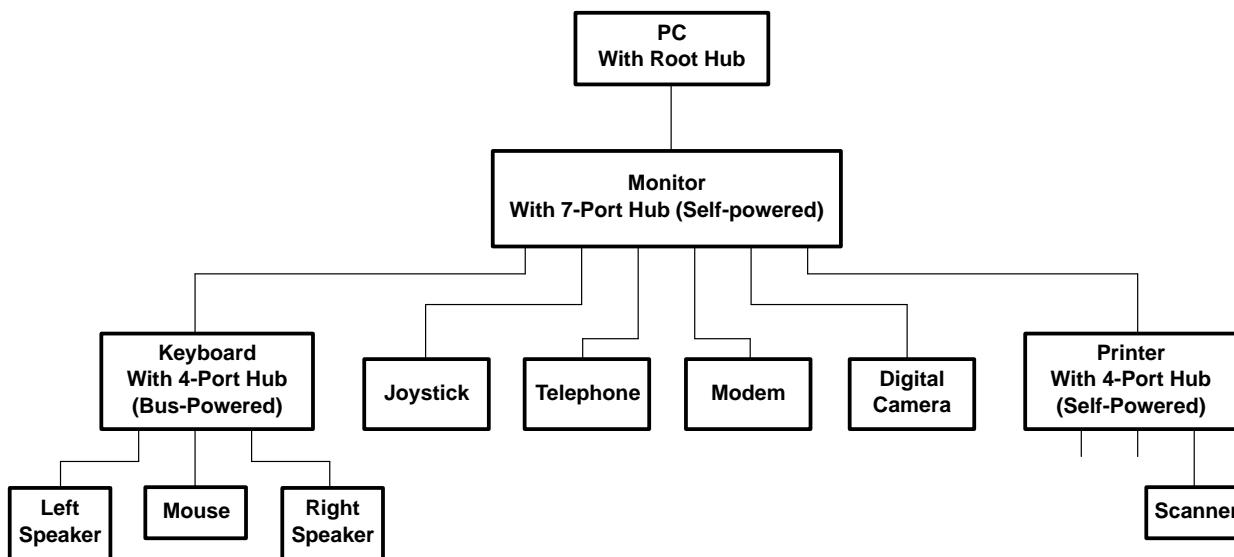 PC
With Root Hub
Monitor
With 7-Port Hub (Self-powered)
Keyboard
With 4-Port Hub
(Bus-Powered)
Joystick
Telephone
Modem
Digital
Camera
Printer
With 4-Port Hub
(Self-Powered)
Left
Speaker
Mouse
Right
Speaker
Scanner